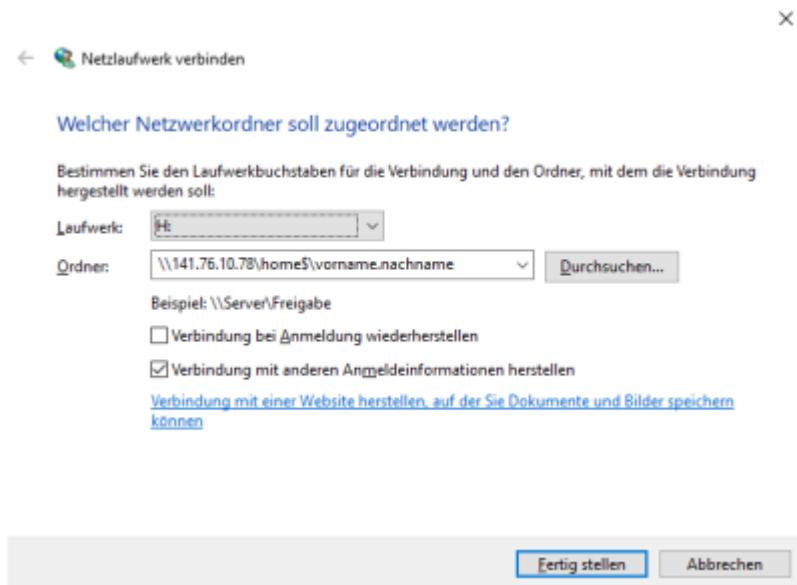 Netzlaufwerk verbinden
Welcher Netzwerkordner soll zugeordnet werden?
Bestimmen Sie den Laufwerkbuchstaben für die Verbindung und den Ordner, mit dem die Verbindung
hergestellt werden soll:
Laufwerk: H:
Ordner: \\141.76.10.78\home$\vorname.nachname Durchsuchen...
Beispiel: \\Server\Freigabe
Verbindung bei Anmeldung wiederherstellen
Verbindung mit anderen Anmeldeinformationen herstellen
Verbindung mit einer Website herstellen, auf der Sie Dokumente und Bilder speichern
können
Fertig stellen Abbrechen